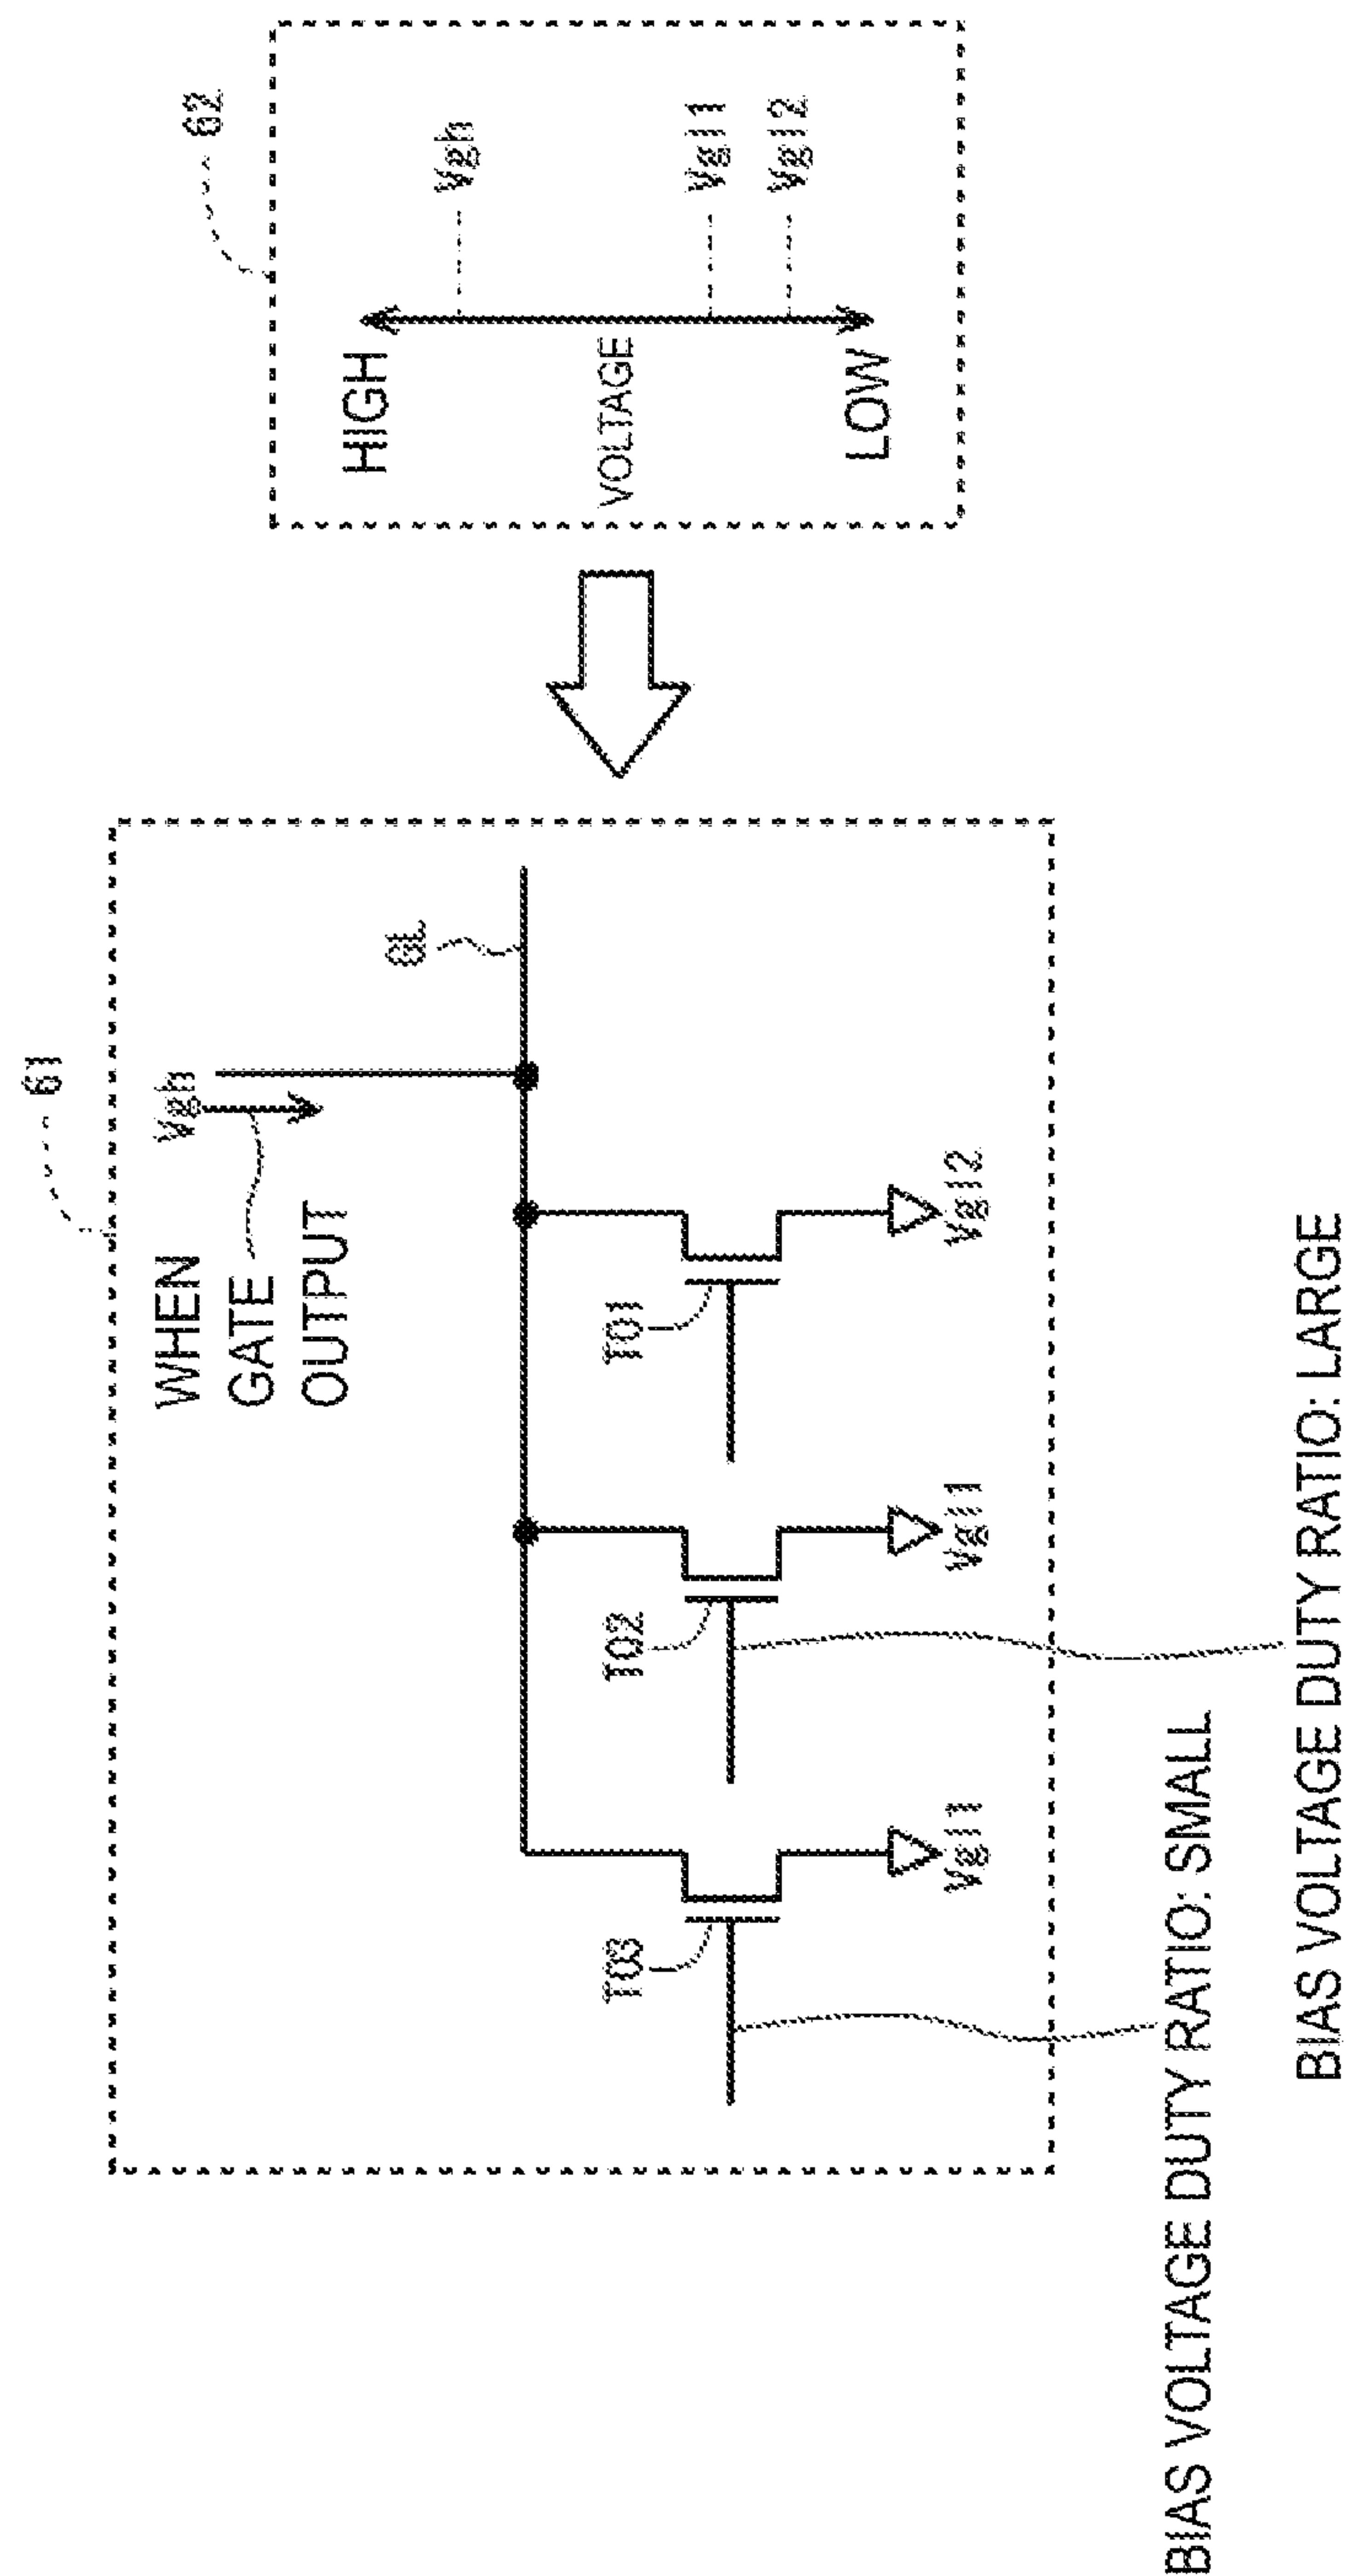 61
WHEN
GATE
OUTPUT
Vgh
GL
T03
T02
T01
Vgl1
Vgl1
Vgl2
BIAS VOLTAGE DUTY RATIO: SMALL
BIAS VOLTAGE DUTY RATIO: LARGE
62
HIGH
VOLTAGE
LOW
Vgh
Vgl1
Vgl2